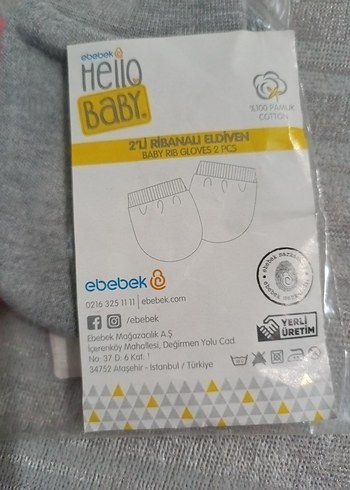 ebebek
Hello
BABY.
%100 PAMUK
COTTON
2'Lİ RİBANALI ELDİVEN
BABY RIB GLOVES 2 PCS
ebebek
0216 325 11 11 | ebebek.com
/ebebek
Ebebek Mağazacılık A.Ş
İçerenköy Mahallesi, Değirmen Yolu Cad.
No: 37 D: 6 Kat: 1
34752 Ataşehir - İstanbul / Türkiye
ebebek
YERLİ
ÜRETİM